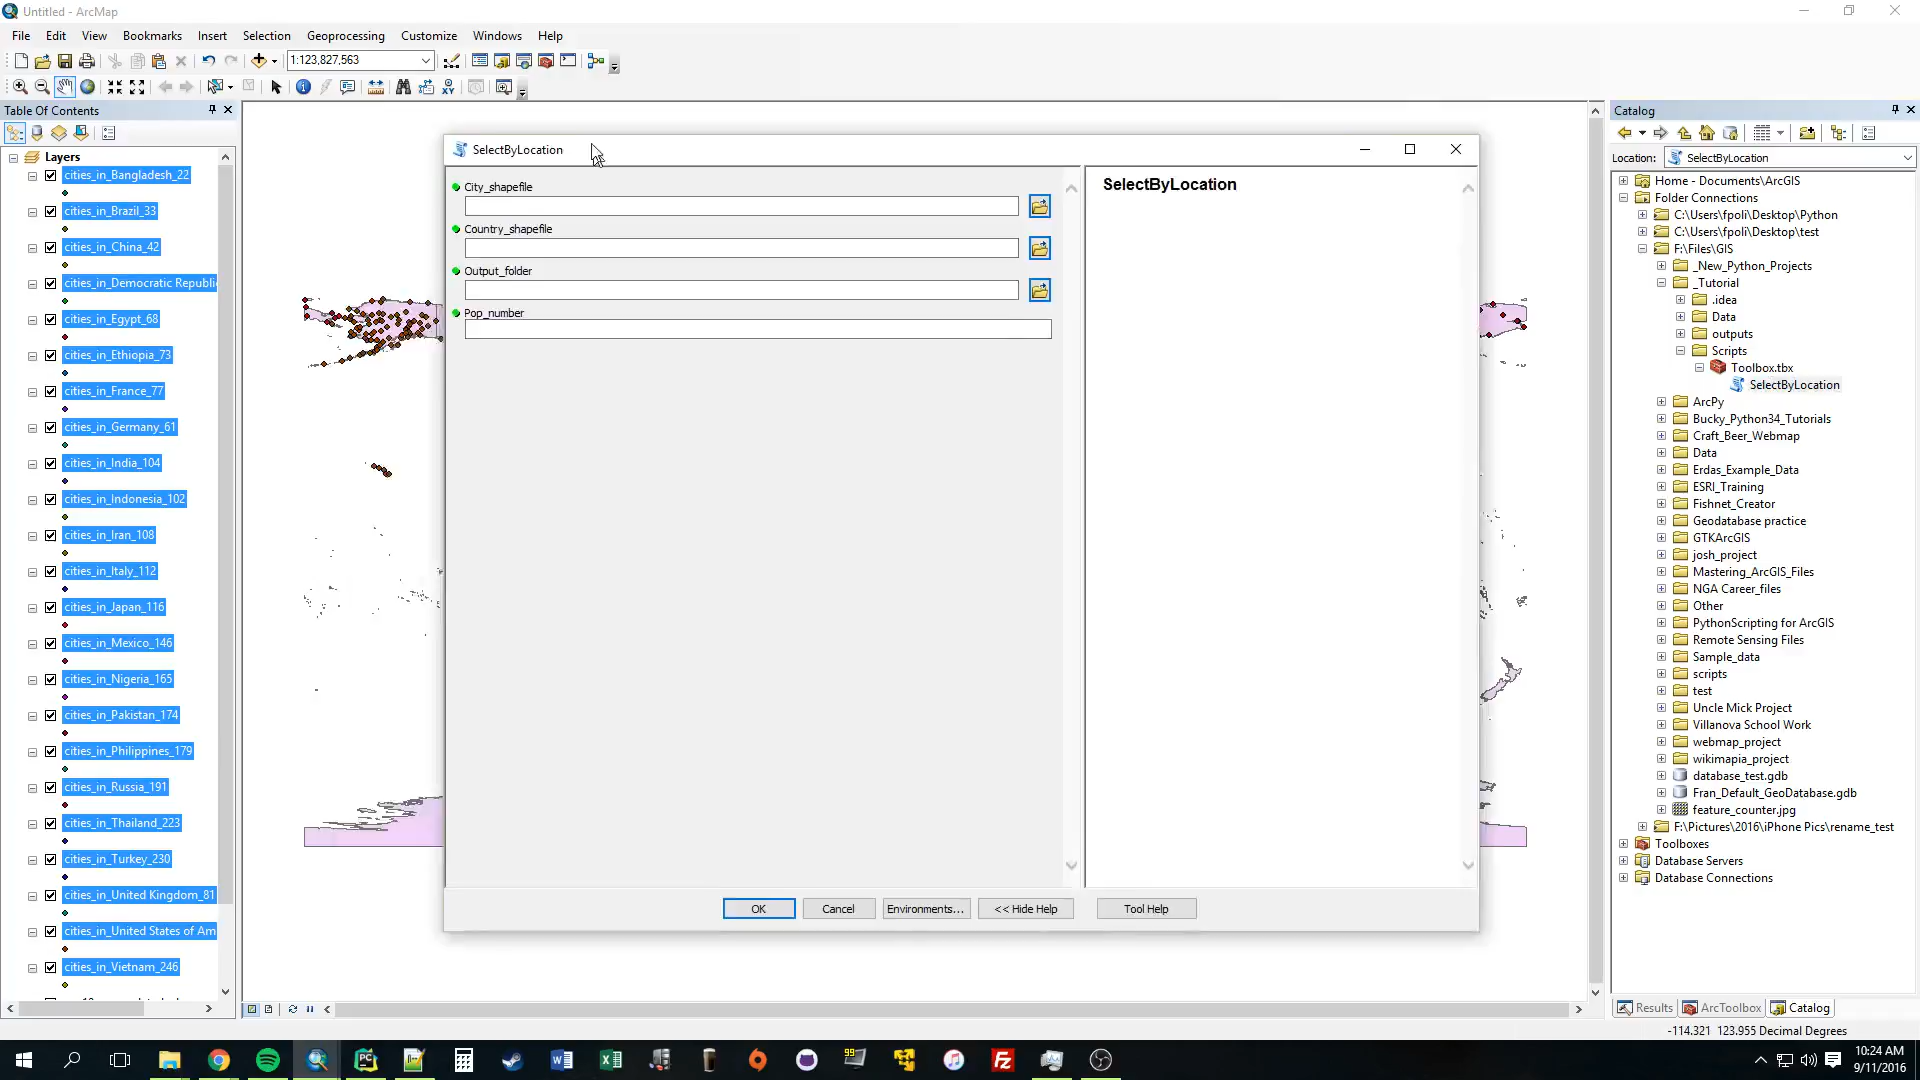 Untitled - ArcMap
File Edit View Bookmarks Insert Selection Geoprocessing Customize Windows Help
1:123,827,563
Table Of Contents
Layers
cities_in_Bangladesh_22
cities_in_Brazil_33
cities_in_China_42
cities_in_Democratic Republi
cities_in_Egypt_68
cities_in_Ethiopia_73
cities_in_France_77
cities_in_Germany_61
cities_in_India_104
cities_in_Indonesia_102
cities_in_Iran_108
cities_in_Italy_112
cities_in_Japan_116
cities_in_Mexico_146
cities_in_Nigeria_165
cities_in_Pakistan_174
cities_in_Philippines_179
cities_in_Russia_191
cities_in_Thailand_223
cities_in_Turkey_230
cities_in_United Kingdom_81
cities_in_United States of Am
cities_in_Vietnam_246
SelectByLocation
City_shapefile
Country_shapefile
Output_folder
Pop_number
SelectByLocation
OK Cancel Environments... << Hide Help Tool Help
Catalog
Location: SelectByLocation
Home - Documents\ArcGIS
Folder Connections
C:\Users\fpoli\Desktop\Python
C:\Users\fpoli\Desktop\test
F:\Files\GIS
_New_Python_Projects
_Tutorial
.idea
Data
outputs
Scripts
Toolbox.tbx
SelectByLocation
ArcPy
Bucky_Python34_Tutorials
Craft_Beer_Webmap
Data
Erdas_Example_Data
ESRI_Training
Fishnet_Creator
Geodatabase practice
GTKArcGIS
josh_project
Mastering_ArcGIS_Files
NGA Career_files
Other
PythonScripting for ArcGIS
Remote Sensing Files
Sample_data
scripts
test
Uncle Mick Project
Villanova School Work
webmap_project
wikimapia_project
database_test.gdb
Fran_Default_GeoDatabase.gdb
feature_counter.jpg
F:\Pictures\2016\iPhone Pics\rename_test
Toolboxes
Database Servers
Database Connections
Results ArcToolbox Catalog
-114.321 123.955 Decimal Degrees
10:24 AM
9/11/2016